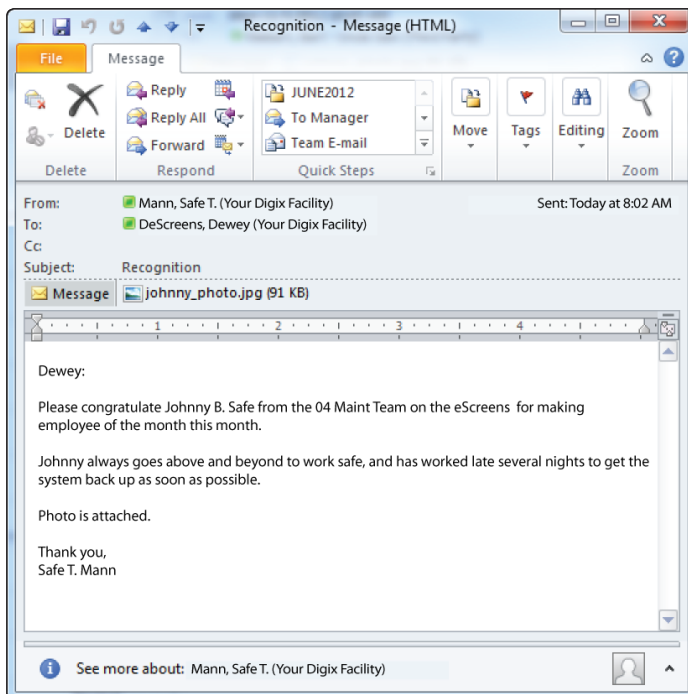 Recognition - Message (HTML)
File Message
Delete
Reply
Reply All
Forward
JUNE2012
To Manager
Team E-mail
Move
Tags
Editing
Zoom
Delete Respond Quick Steps Zoom
From: Mann, Safe T. (Your Digix Facility) Sent: Today at 8:02 AM
To: DeScreens, Dewey (Your Digix Facility)
Cc:
Subject: Recognition
Message johnny_photo.jpg (91 KB)
1 2 3 4
Dewey:
Please congratulate Johnny B. Safe from the 04 Maint Team on the eScreens for making
employee of the month this month.
Johnny always goes above and beyond to work safe, and has worked late several nights to get the
system back up as soon as possible.
Photo is attached.
Thank you,
Safe T. Mann
See more about: Mann, Safe T. (Your Digix Facility)